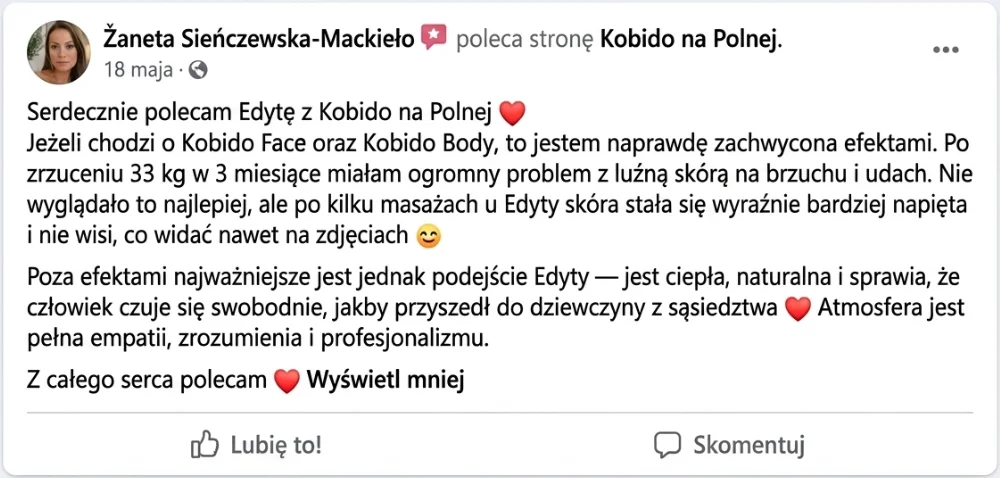 Żaneta Sieńczewska-Mackieło poleca stronę Kobido na Polnej.
18 maja ·
Serdecznie polecam Edytę z Kobido na Polnej ❤️
Jeżeli chodzi o Kobido Face oraz Kobido Body, to jestem naprawdę zachwycona efektami. Po
zrzuceniu 33 kg w 3 miesiące miałam ogromny problem z luźną skórą na brzuchu i udach. Nie
wyglądało to najlepiej, ale po kilku masażach u Edyty skóra stała się wyraźnie bardziej napięta
i nie wisi, co widać nawet na zdjęciach 😊
Poza efektami najważniejsze jest jednak podejście Edyty — jest ciepła, naturalna i sprawia, że
człowiek czuje się swobodnie, jakby przyszedł do dziewczyny z sąsiedztwa ❤️ Atmosfera jest
pełna empatii, zrozumienia i profesjonalizmu.
Z całego serca polecam ❤️ Wyświetl mniej
Lubię to! Skomentuj